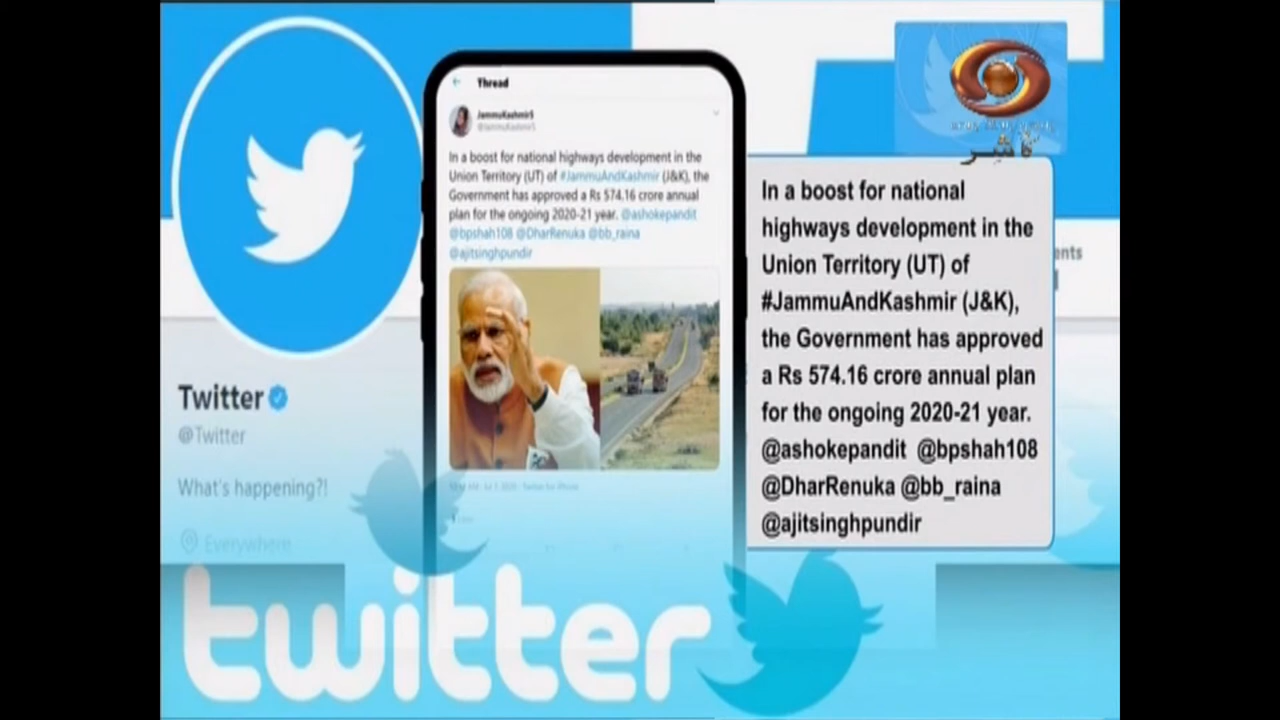 Thread
JammuKashmir5
@JammuKashmir5
In a boost for national highways development in the
Union Territory (UT) of #JammuAndKashmir (J&K), the
Government has approved a Rs 574.16 crore annual
plan for the ongoing 2020-21 year. @ashokepandit
@bpshah108 @DharRenuka @bb_raina
@ajitsinghpundir
Twitter
@Twitter
What's happening?!
Everywhere
twitter
كأشِر
In a boost for national
highways development in the
Union Territory (UT) of
#JammuAndKashmir (J&K),
the Government has approved
a Rs 574.16 crore annual plan
for the ongoing 2020-21 year.
@ashokepandit @bpshah108
@DharRenuka @bb_raina
@ajitsinghpundir